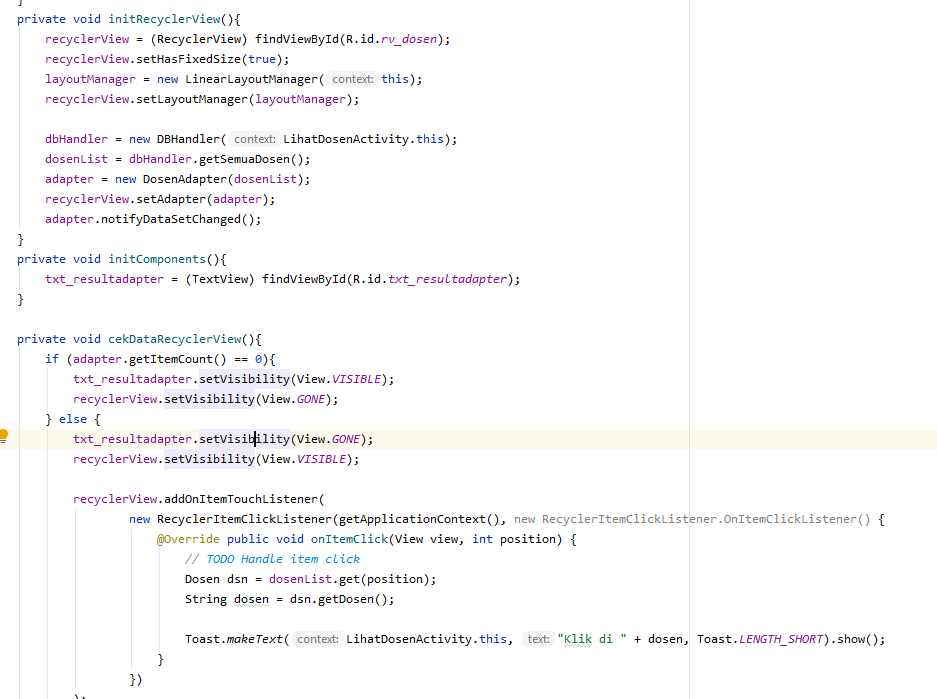 }
private void initRecyclerView(){
recyclerView = (RecyclerView) findViewById(R.id.rv_dosen);
recyclerView.setHasFixedSize(true);
layoutManager = new LinearLayoutManager( context: this);
recyclerView.setLayoutManager(layoutManager);
dbHandler = new DBHandler( context: LihatDosenActivity.this);
dosenList = dbHandler.getSemuaDosen();
adapter = new DosenAdapter(dosenList);
recyclerView.setAdapter(adapter);
adapter.notifyDataSetChanged();
}
private void initComponents(){
txt_resultadapter = (TextView) findViewById(R.id.txt_resultadapter);
}
private void cekDataRecyclerView(){
if (adapter.getItemCount() == 0){
txt_resultadapter.setVisibility(View.VISIBLE);
recyclerView.setVisibility(View.GONE);
} else {
txt_resultadapter.setVisibility(View.GONE);
recyclerView.setVisibility(View.VISIBLE);
recyclerView.addOnItemTouchListener(
new RecyclerItemClickListener(getApplicationContext(), new RecyclerItemClickListener.OnItemClickListener() {
@Override public void onItemClick(View view, int position) {
// TODO Handle item click
Dosen dsn = dosenList.get(position);
String dosen = dsn.getDosen();
Toast.makeText( context: LihatDosenActivity.this, text: "Klik di " + dosen, Toast.LENGTH_SHORT).show();
}
})
);